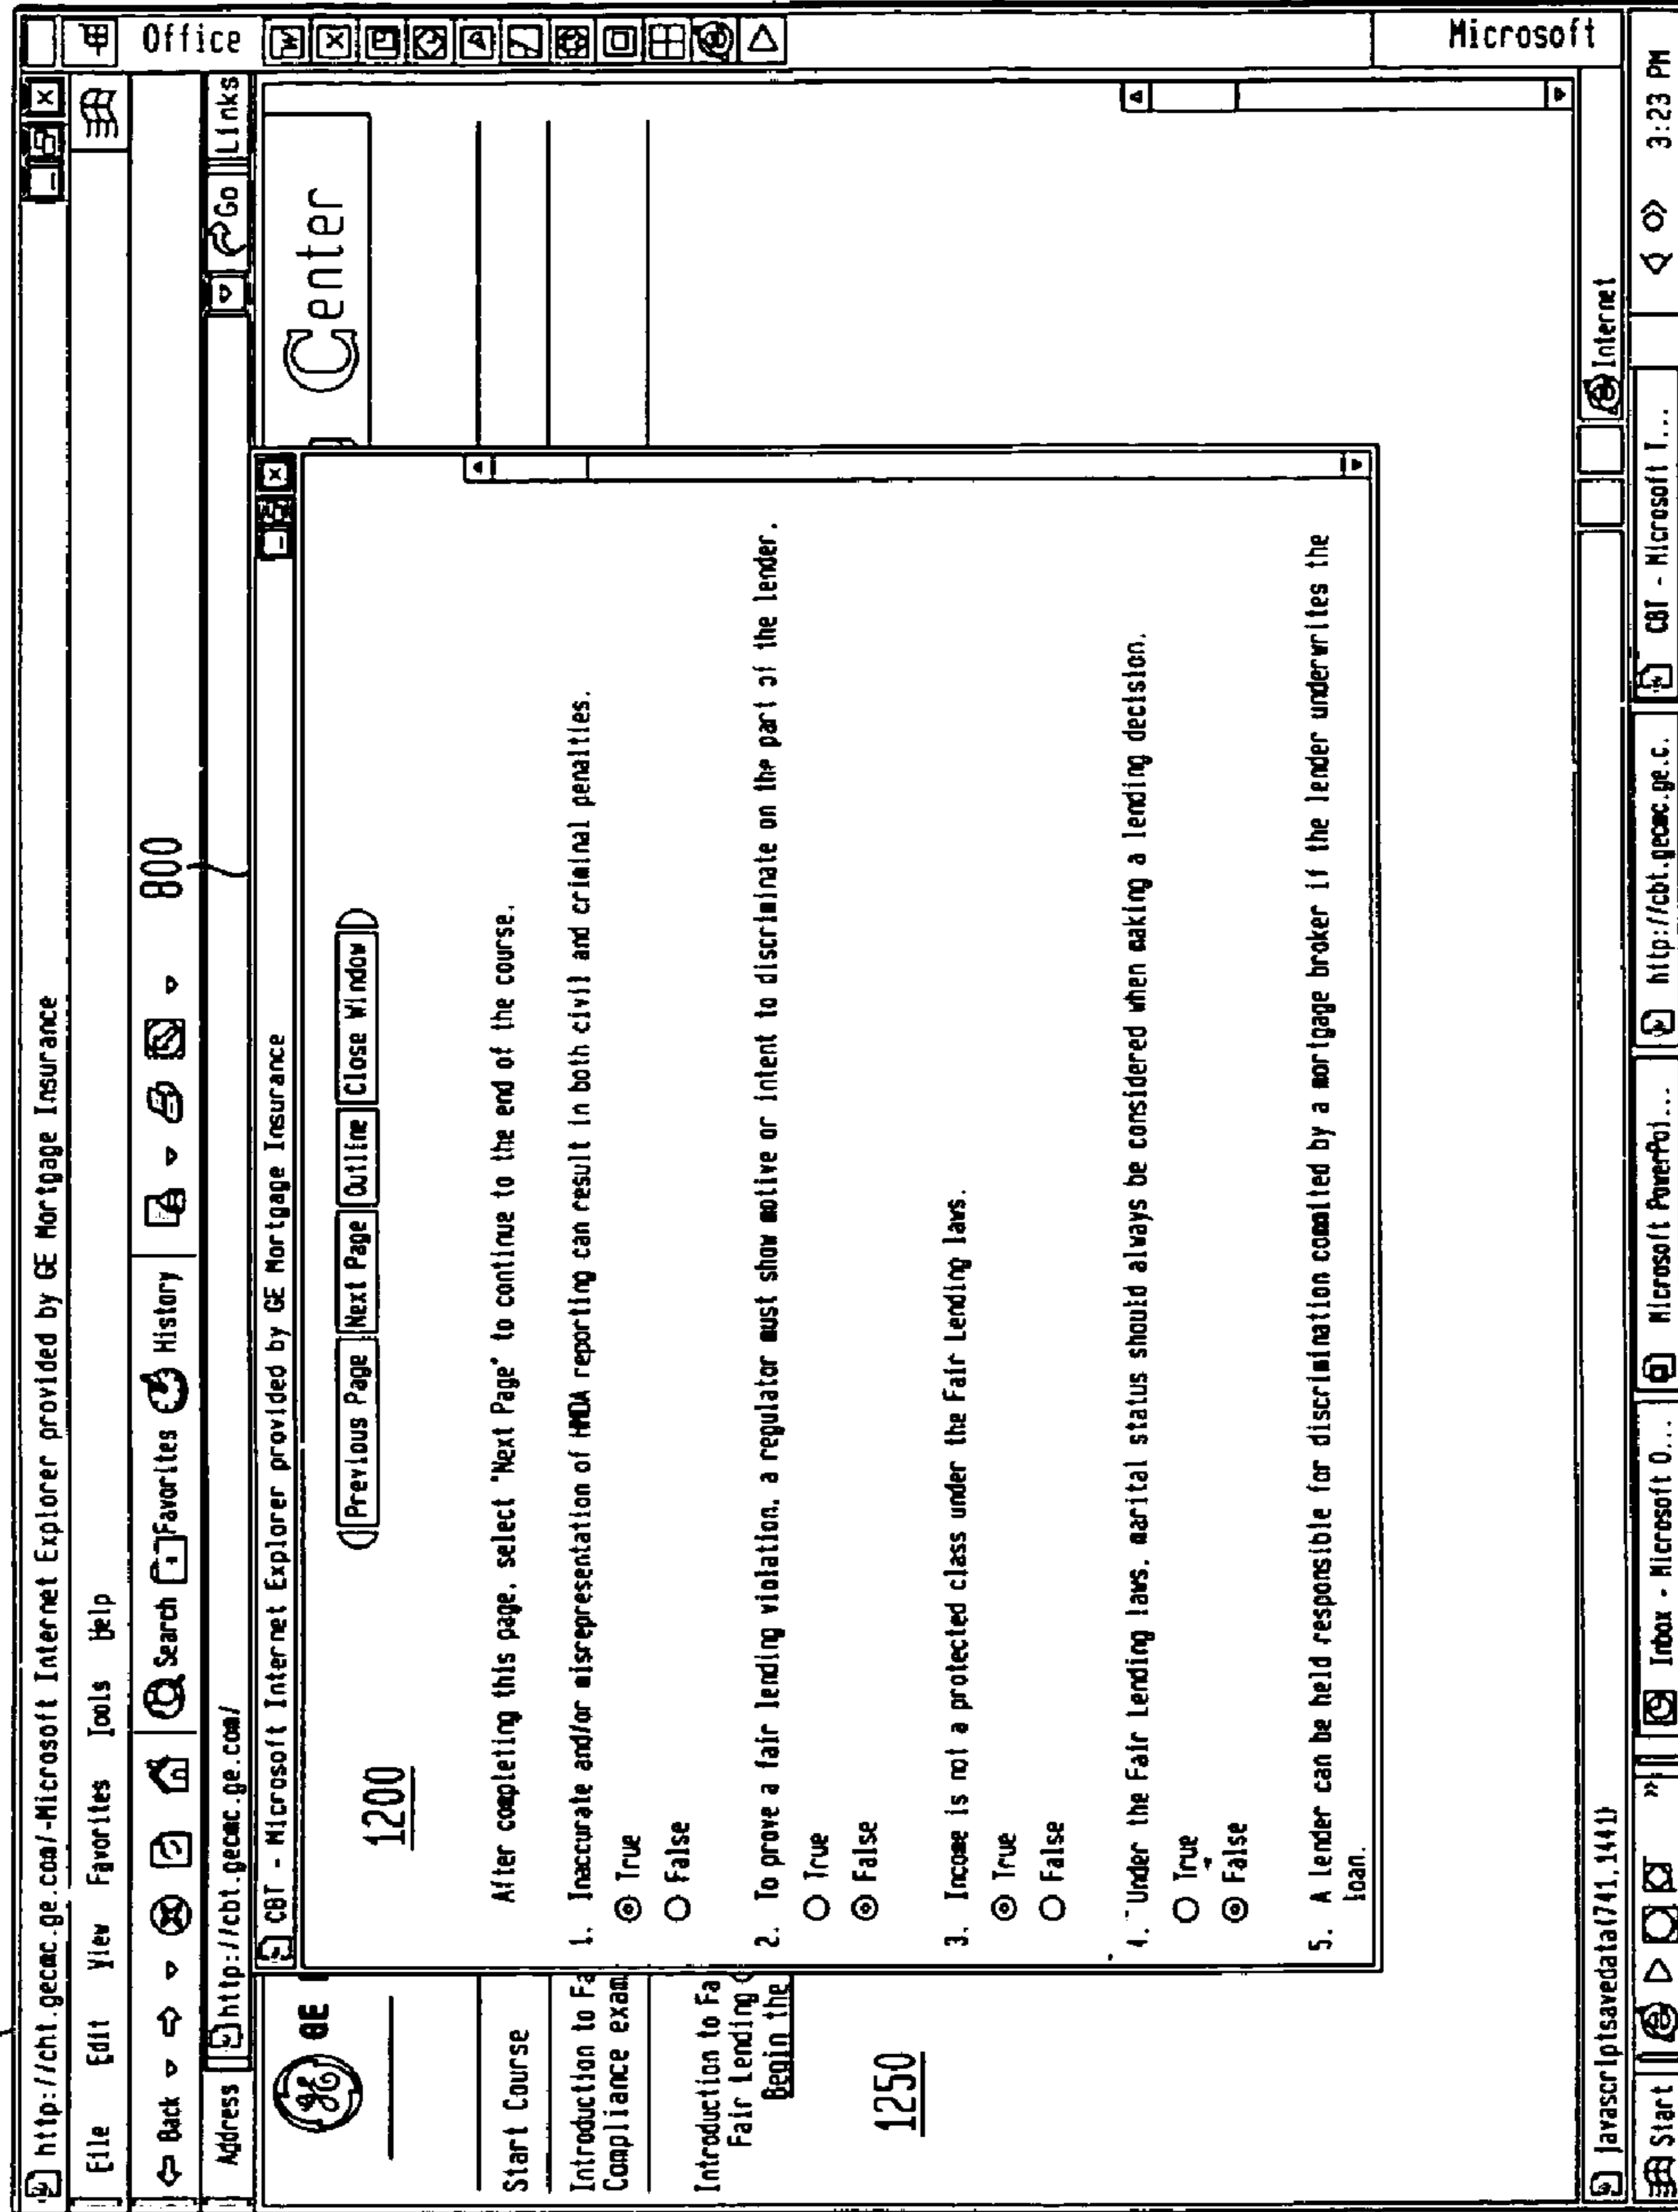 http://cht.gecmc.ge.com/-Microsoft Internet Explorer provided by GE Mortgage Insurance
File Edit View Favorites Tools Help
Back Search Favorites History
800
Address http://cbt.gecmc.ge.com/ Go Links
Office
Microsoft
GE
Center
Start Course
Introduction to Fa
Compliance exam
Introduction to Fa
Fair Lending
Begin the
1250
CBT - Microsoft Internet Explorer provided by GE Mortgage Insurance
Previous Page Next Page Outline Close Window
1200
After completing this page, select "Next Page" to continue to the end of the course.
1. Inaccurate and/or misrepresentation of HMDA reporting can result in both civil and criminal penalties.
True
False
2. To prove a fair lending violation, a regulator must show motive or intent to discriminate on the part of the lender.
True
False
3. Income is not a protected class under the Fair Lending laws.
True
False
4. Under the Fair Lending laws, marital status should always be considered when making a lending decision.
True
False
5. A Lender can be held responsible for discrimination commited by a mortgage broker if the lender underwrites the
loan.
javascriptsavedata(741,1441)
Internet
Start » Inbox - Microsoft O... Microsoft PowerPoi... http://cbt.gecmc.ge.c. CBT - Microsoft I... 3:23 PM